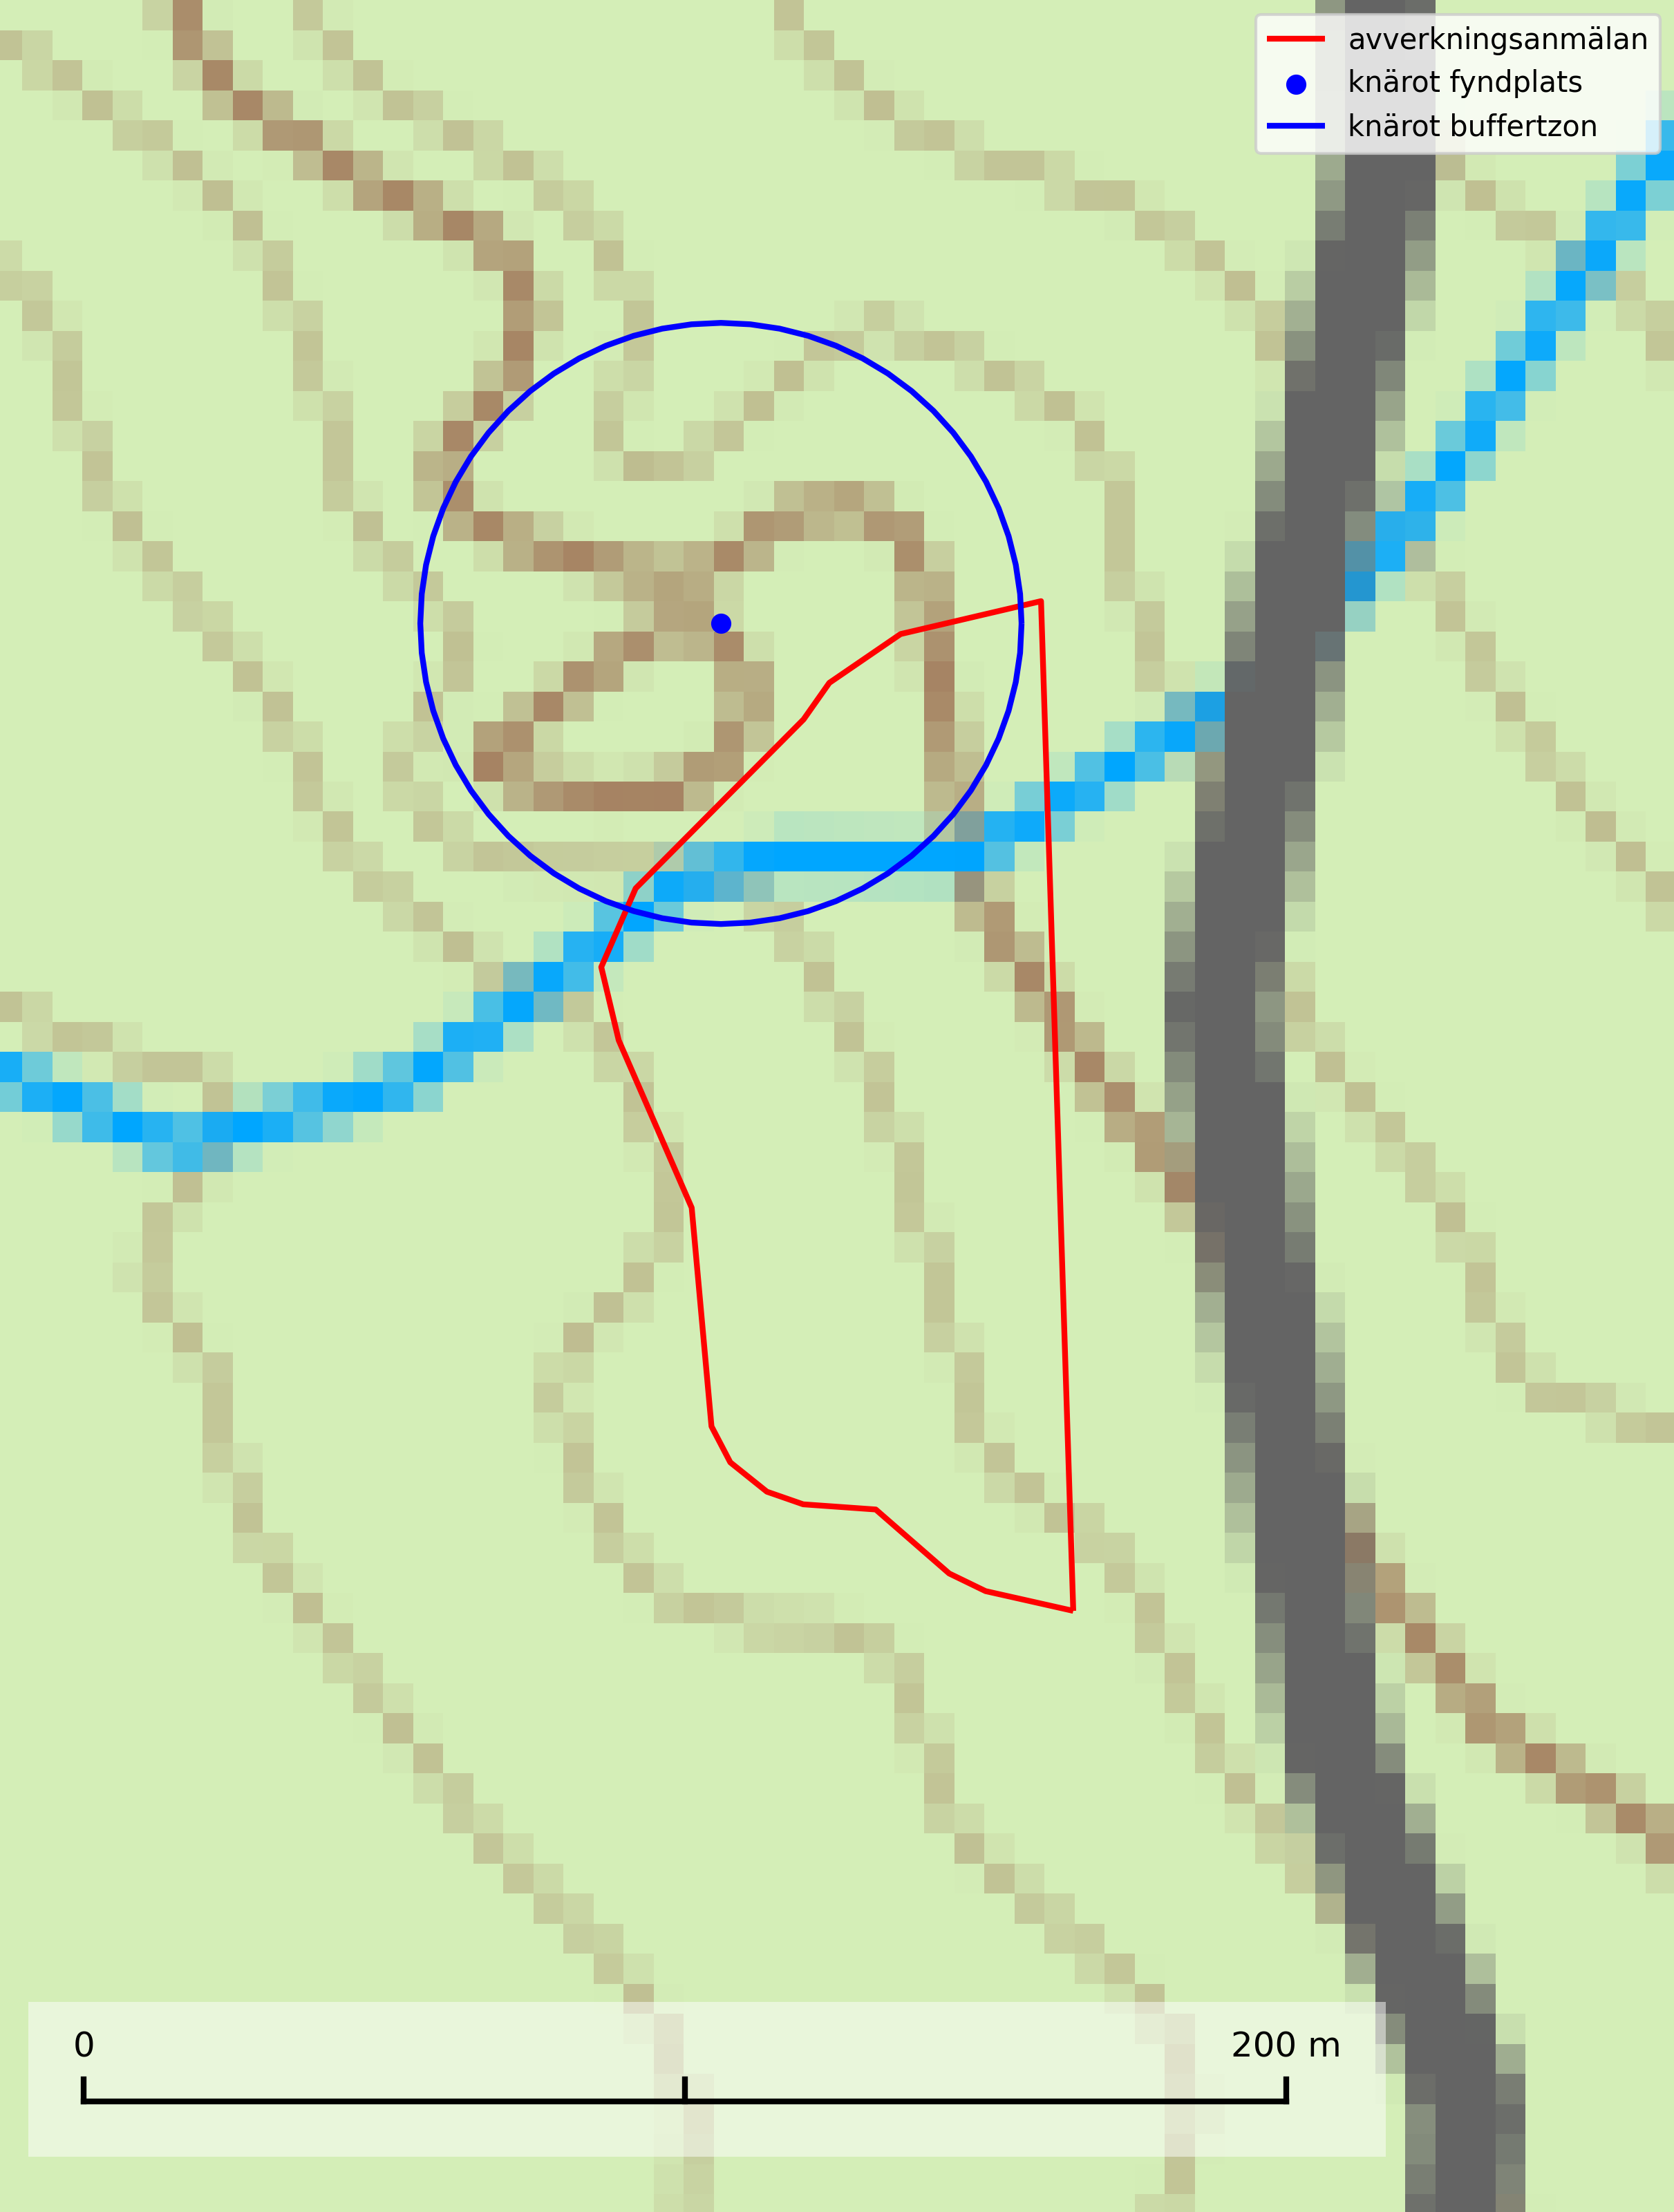 avverkningsanmälan
knärot fyndplats
knärot buffertzon
0
200 m